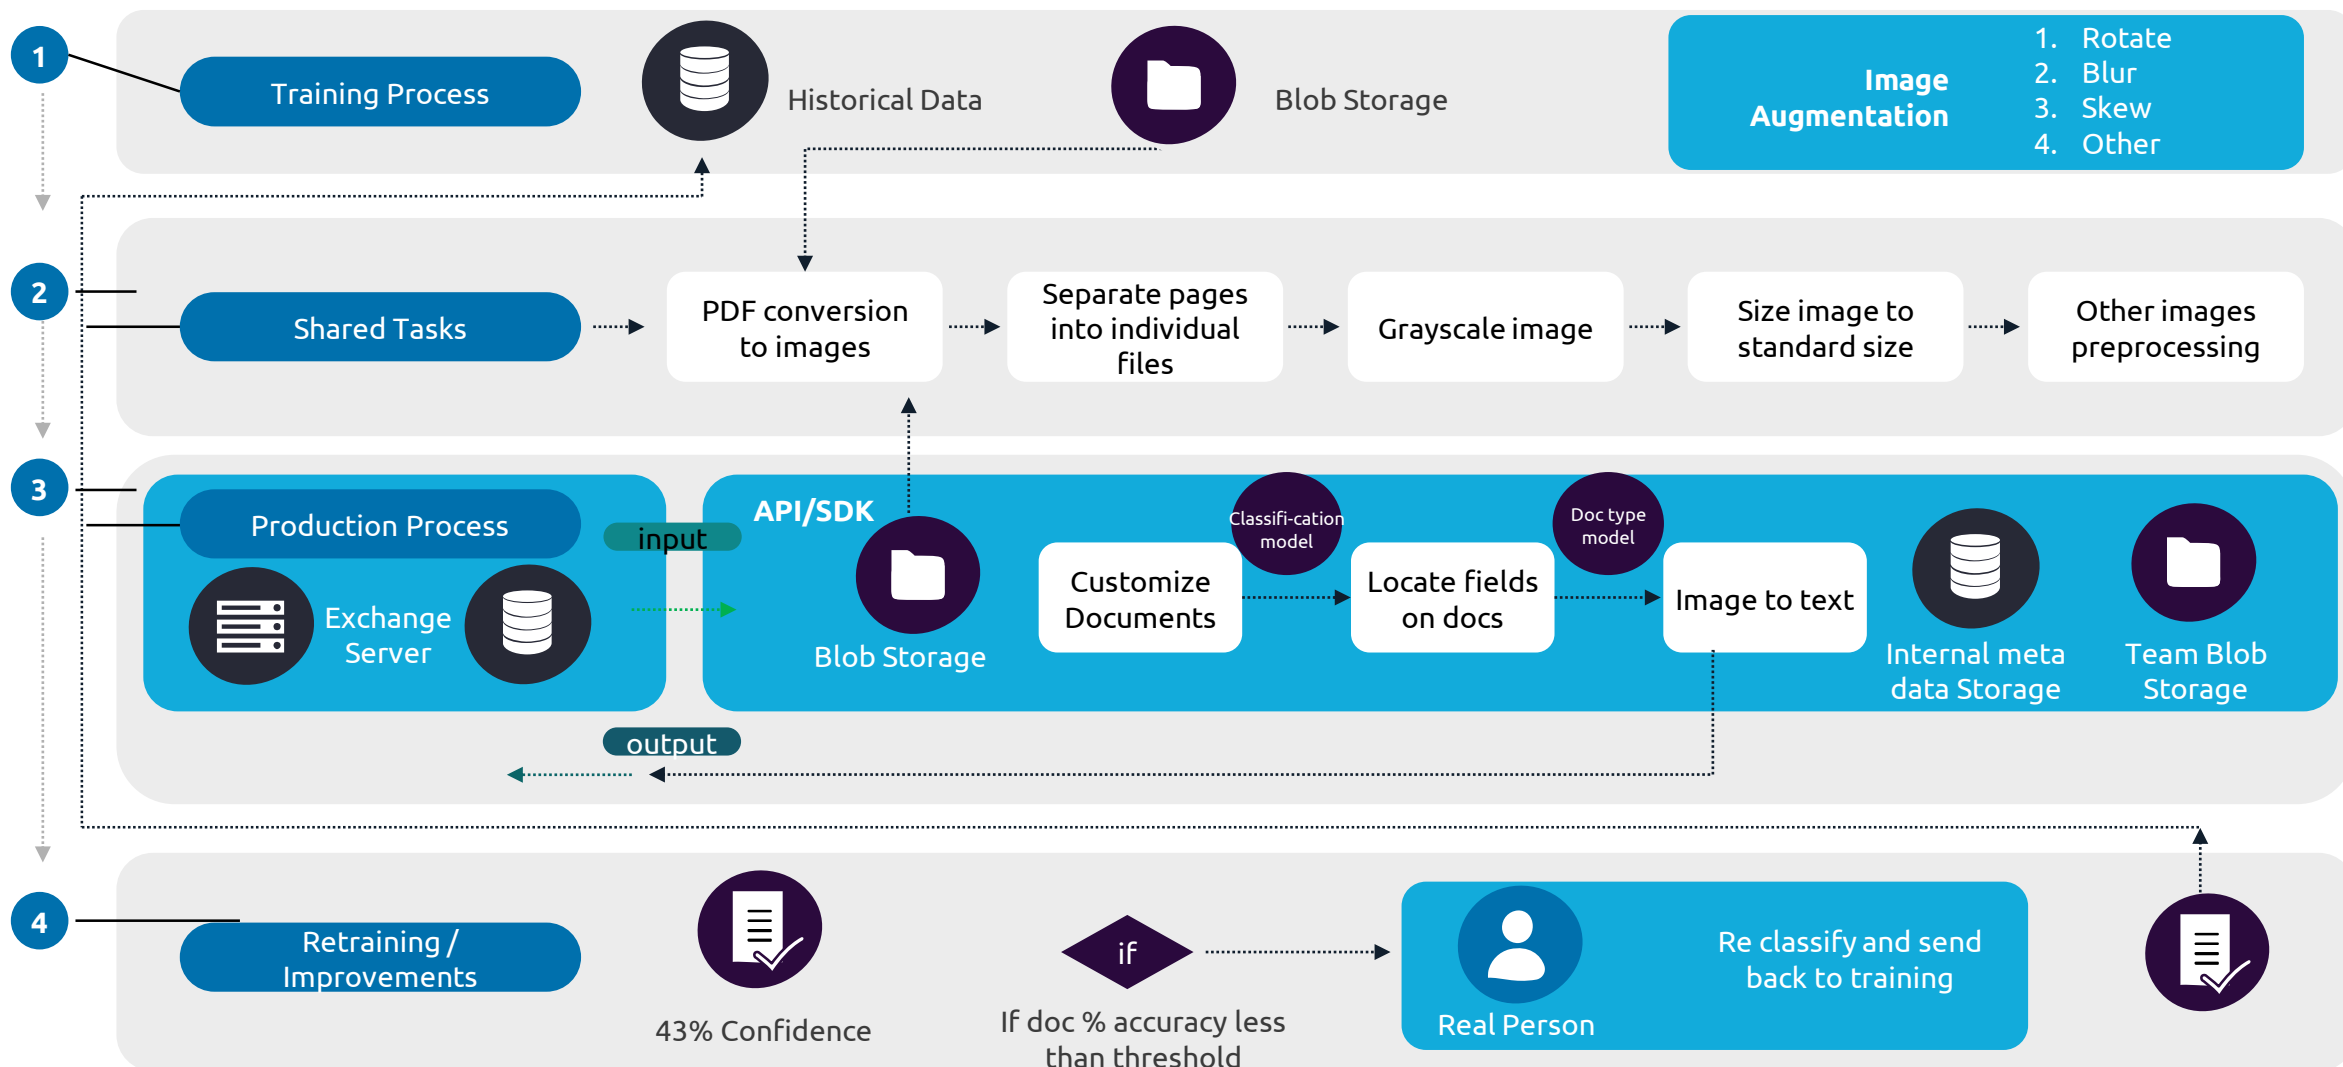 1
Training Process
Historical Data
Blob Storage
Image
Augmentation
1. Rotate
2. Blur
3. Skew
4. Other
2
Shared Tasks
PDF conversion
to images
Separate pages
into individual
files
Grayscale image
Size image to
standard size
Other images
preprocessing
3
Production Process
Exchange
Server
input
output
API/SDK
Blob Storage
Customize
Documents
Classifi-cation
model
Locate fields
on docs
Doc type
model
Image to text
Internal meta
data Storage
Team Blob
Storage
4
Retraining /
Improvements
43% Confidence
if
If doc % accuracy less
than threshold
Real Person
Re classify and send
back to training